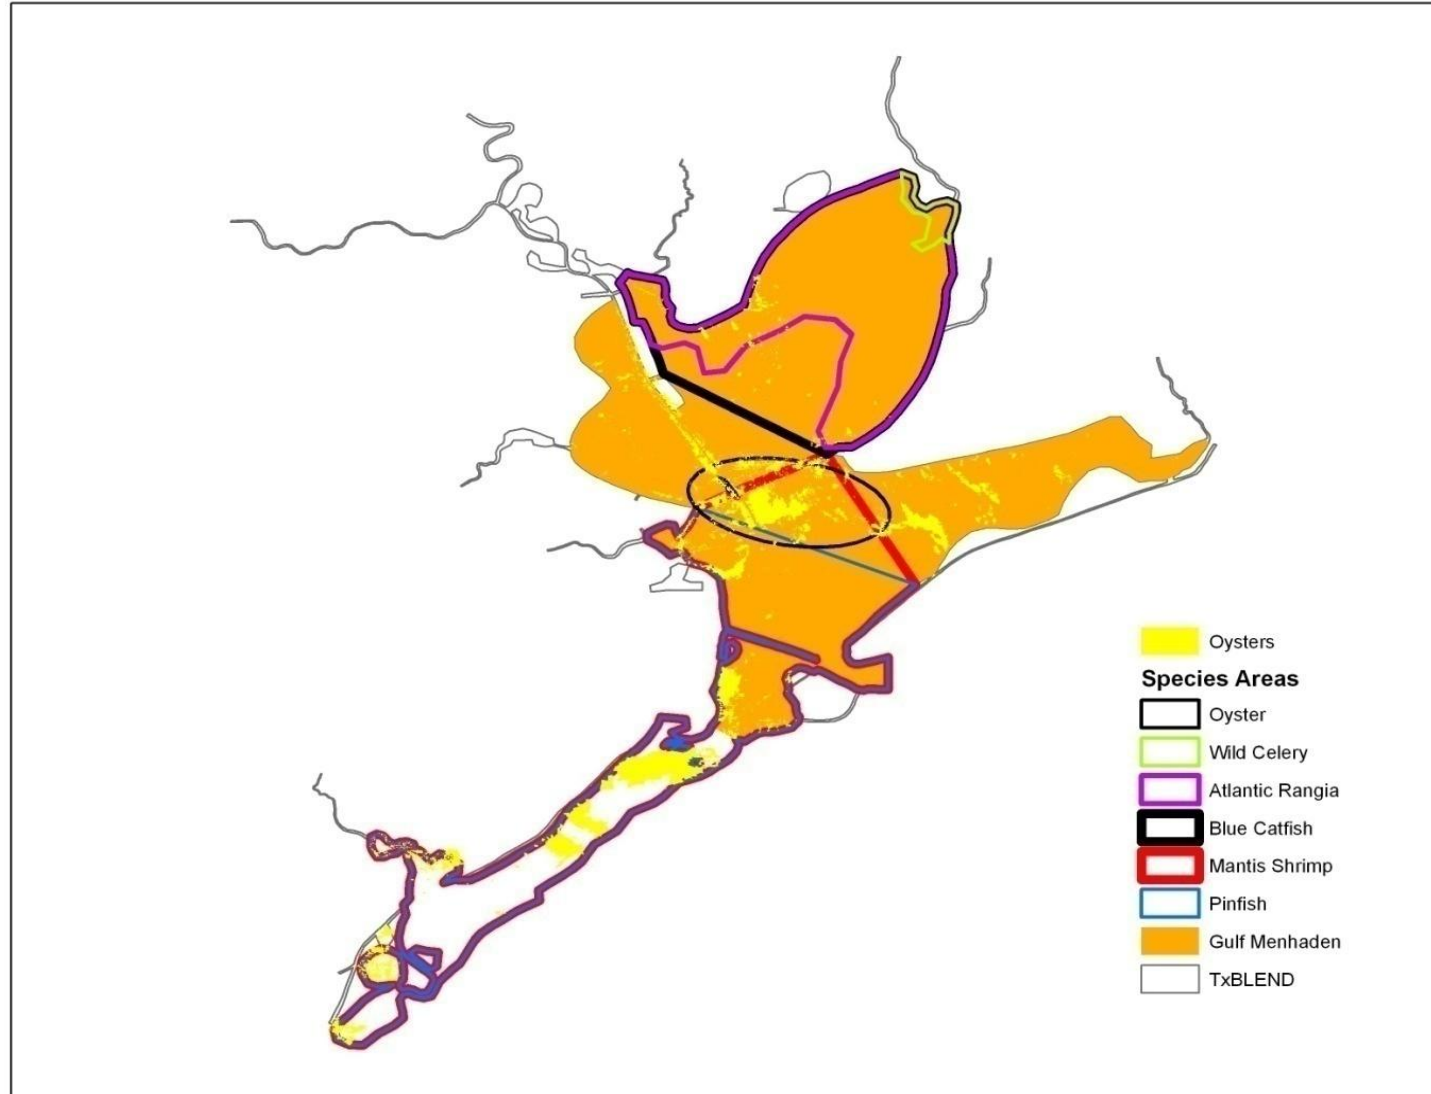 Oysters
Species Areas
Oyster
Wild Celery
Atlantic Rangia
Blue Catfish
Mantis Shrimp
Pinfish
Gulf Menhaden
TxBLEND